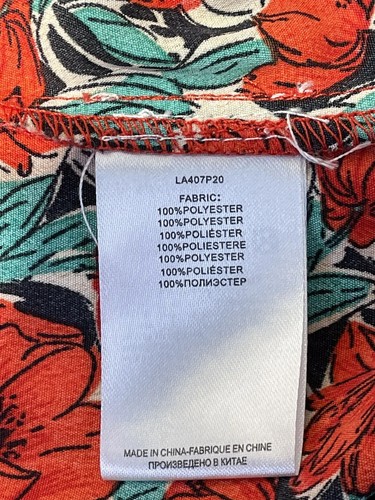 LA407P20
FABRIC:
100%POLYESTER
100%POLYESTER
100%POLIÉSTER
100%POLIESTERE
100%POLYESTER
100%POLIÉSTER
100%ПОЛИЭСТЕР
MADE IN CHINA-FABRIQUE EN CHINE
ПРОИЗВЕДЕНО В КИТАЕ